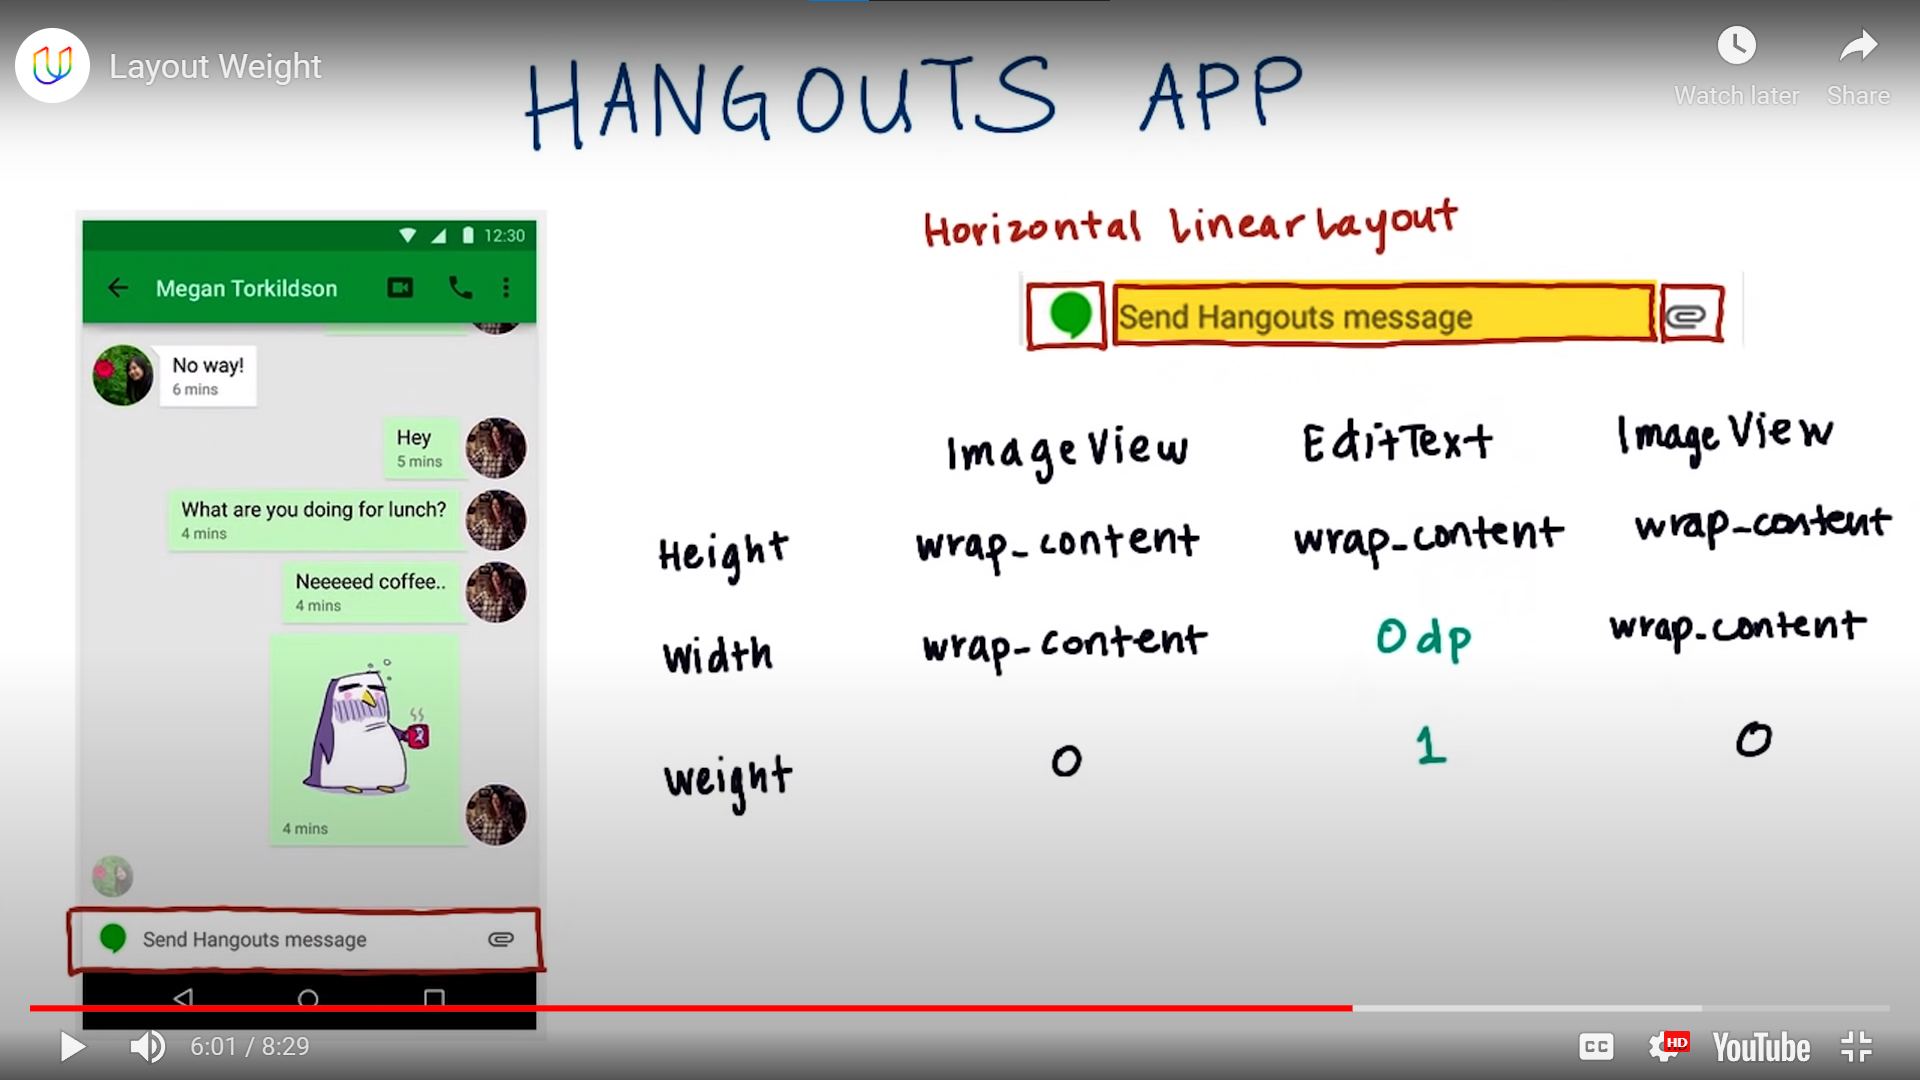 Layout Weight
HANGOUTS APP
Watch later
Share
12:30
Megan Torkildson
No way!
6 mins
Hey
5 mins
What are you doing for lunch?
4 mins
Neeeeed coffee..
4 mins
4 mins
Send Hangouts message
Horizontal LinearLayout
Send Hangouts message
ImageView EditText ImageView
Height wrap_content wrap_content wrap_content
Width wrap_content 0dp wrap_content
Weight 0 1 0
6:01 / 8:29
CC
HD
YouTube